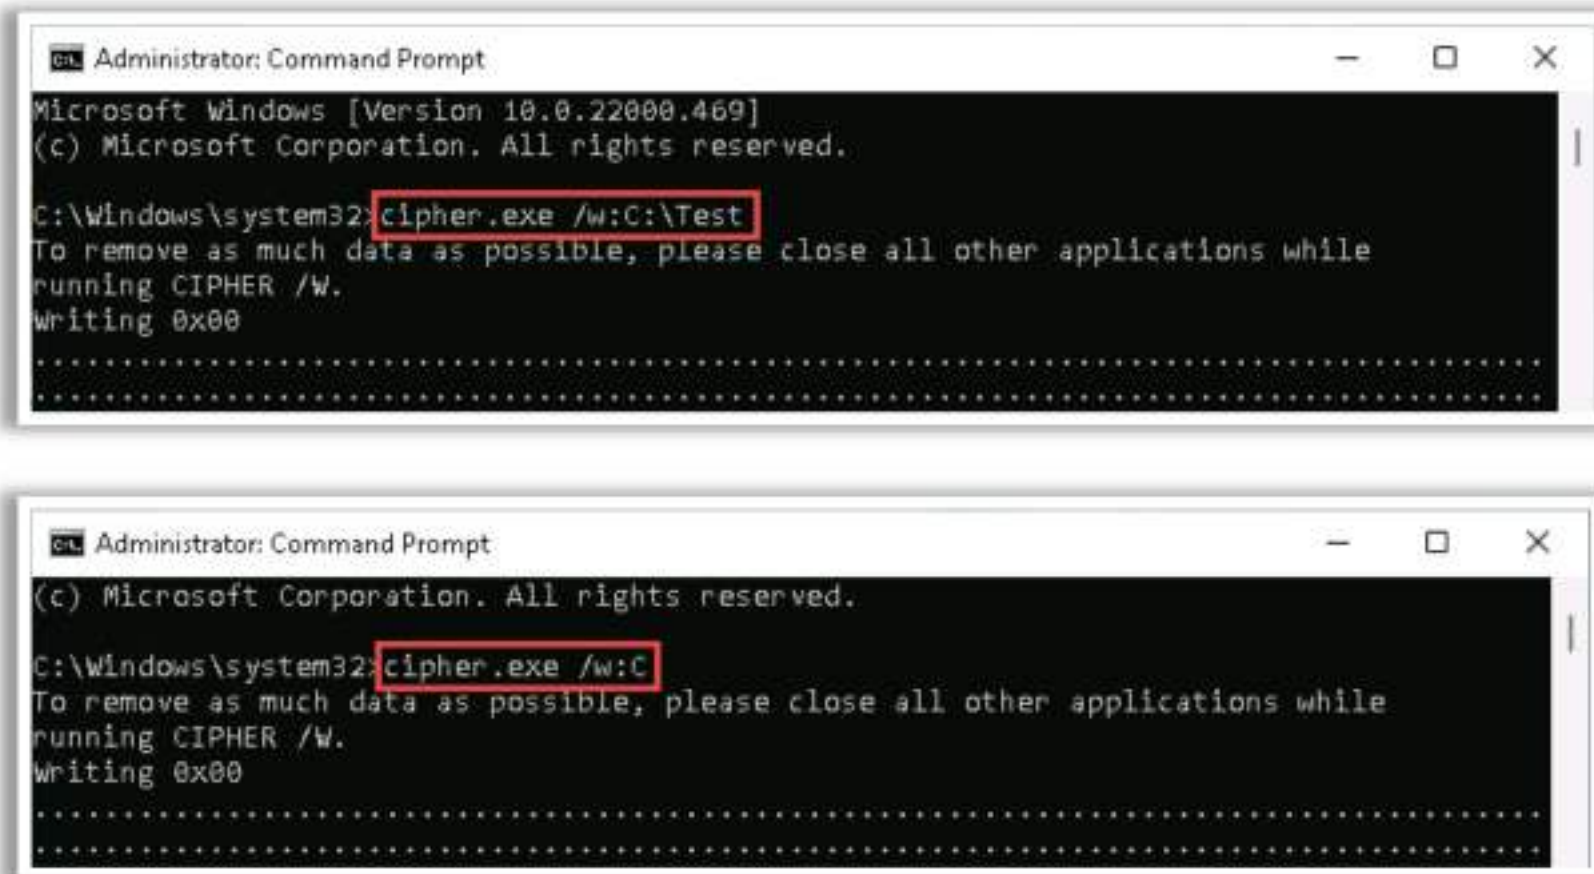 Administrator: Command Prompt
Microsoft Windows [Version 10.0.22000.469]
(c) Microsoft Corporation. All rights reserved.
C:\Windows\system32>cipher.exe /w:C:\Test
To remove as much data as possible, please close all other applications while
running CIPHER /W.
Writing 0x00
Administrator: Command Prompt
(c) Microsoft Corporation. All rights reserved.
C:\Windows\system32>cipher.exe /w:C
To remove as much data as possible, please close all other applications while
running CIPHER /W.
Writing 0x00